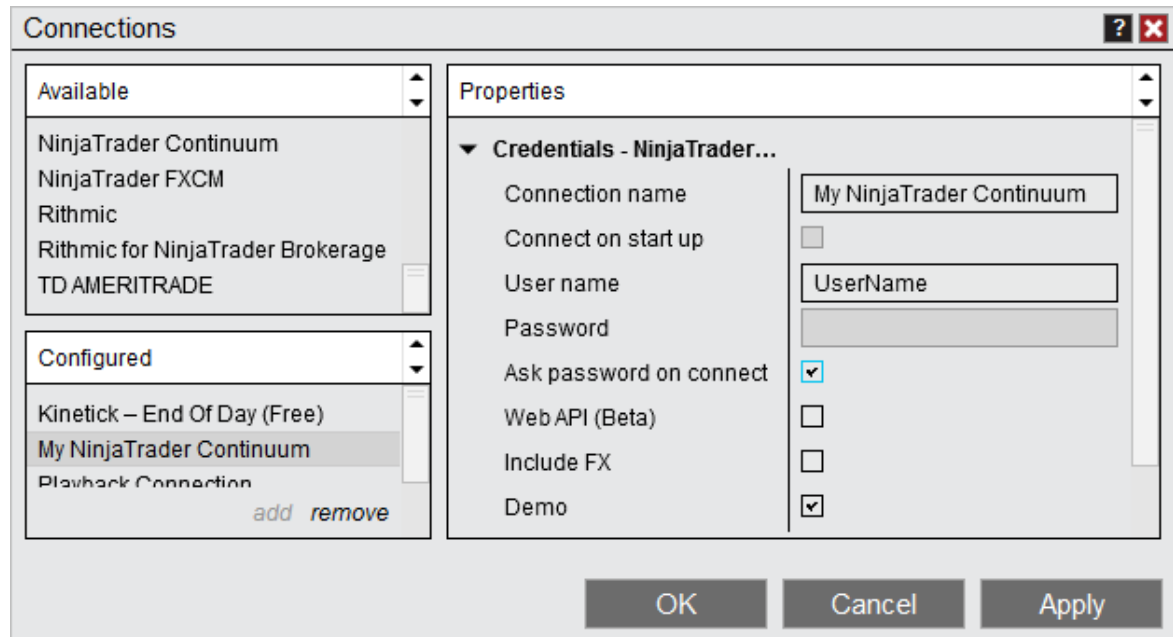 Connections
?
Available
NinjaTrader Continuum
NinjaTrader FXCM
Rithmic
Rithmic for NinjaTrader Brokerage
TD AMERITRADE
Configured
Kinetick – End Of Day (Free)
My NinjaTrader Continuum
Playback Connection
add remove
Properties
Credentials - NinjaTrader...
Connection name My NinjaTrader Continuum
Connect on start up
User name UserName
Password
Ask password on connect
Web API (Beta)
Include FX
Demo
OK Cancel Apply